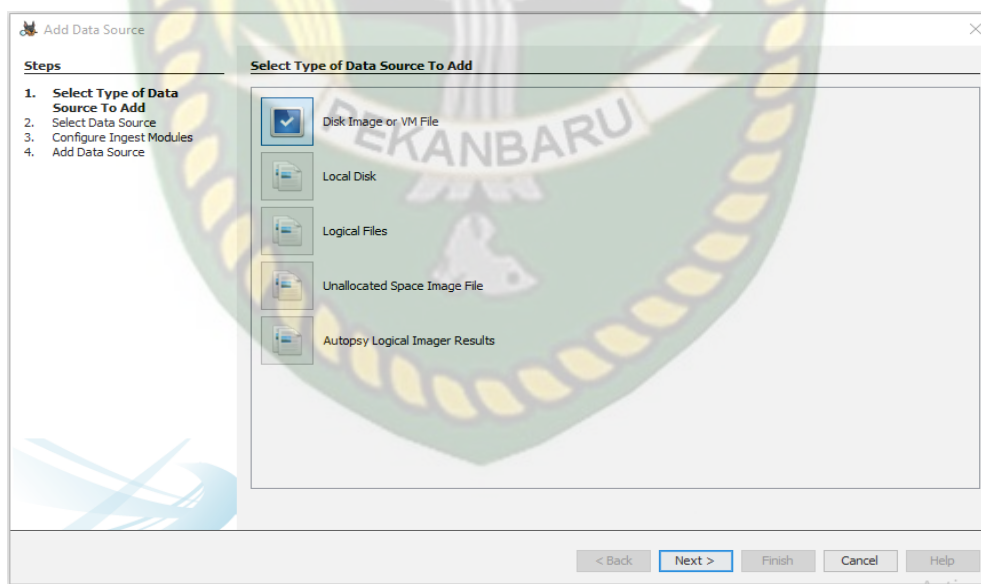 Add Data Source
Steps
1. Select Type of Data
Source To Add
2. Select Data Source
3. Configure Ingest Modules
4. Add Data Source
Select Type of Data Source To Add
Disk Image or VM File
PEKANBARU
Local Disk
Logical Files
Unallocated Space Image File
Autopsy Logical Imager Results
< Back Next > Finish Cancel Help